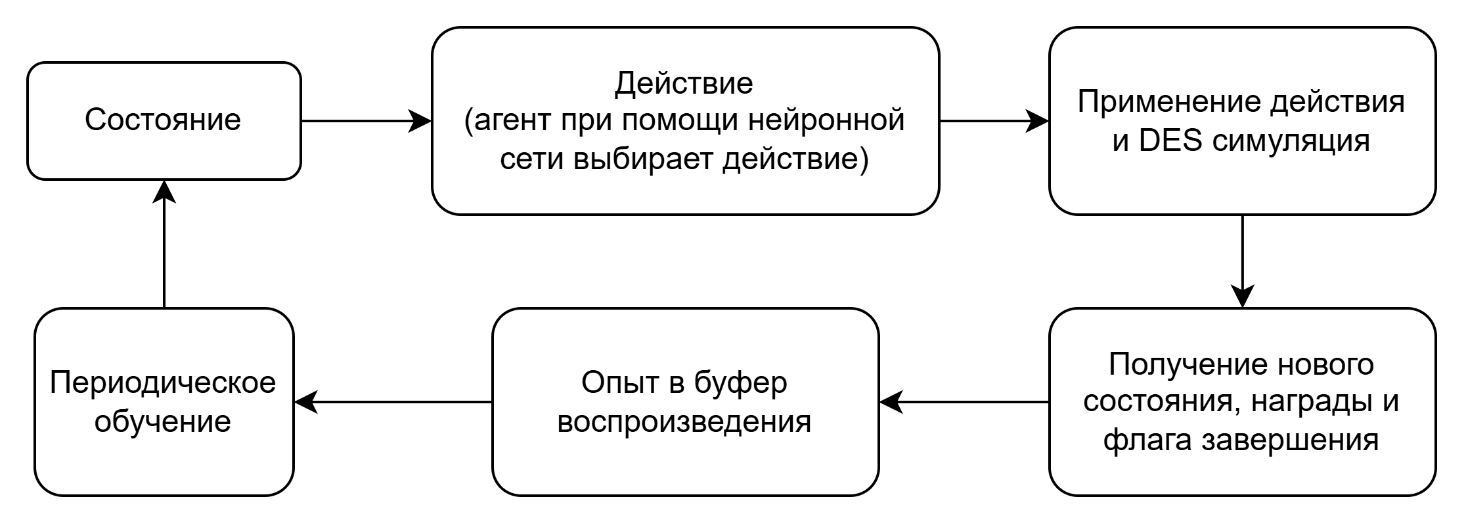 Состояние
Действие
(агент при помощи нейронной
сети выбирает действие)
Применение действия
и DES симуляция
Получение нового
состояния, награды и
флага завершения
Опыт в буфер
воспроизведения
Периодическое
обучение